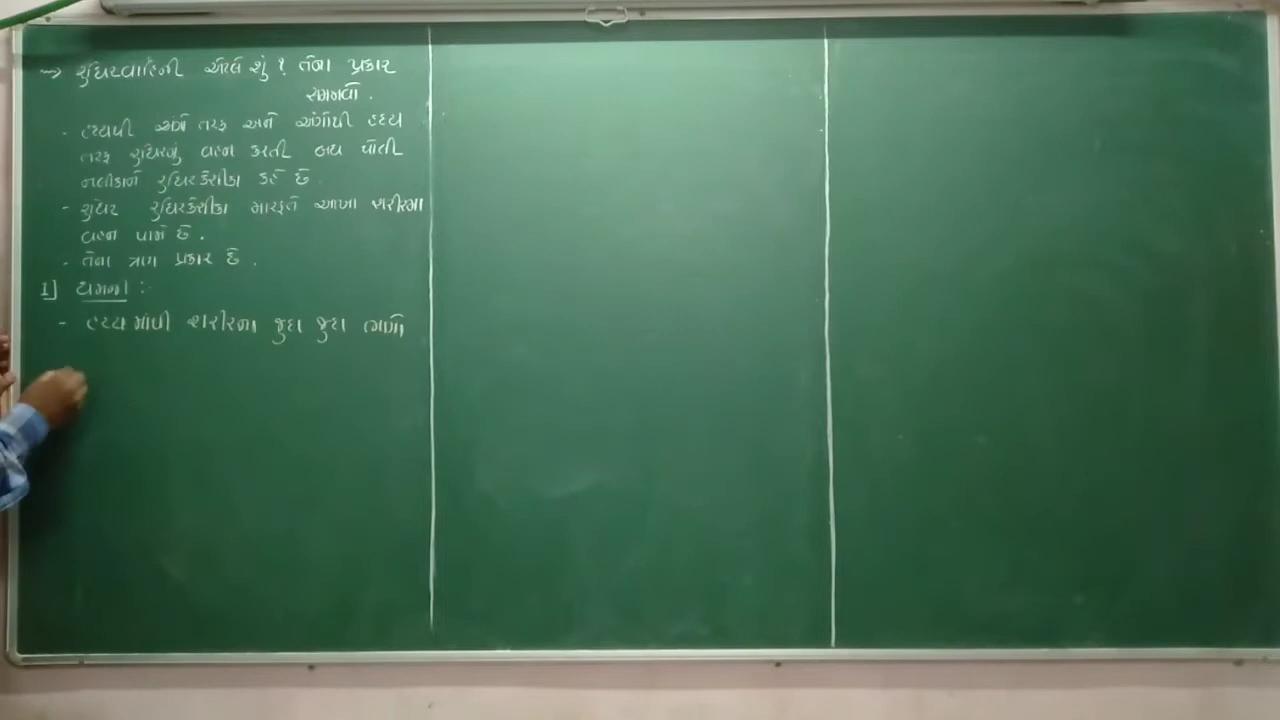 → રુધિરવાહિની એટલે શું ? તેના પ્રકાર
સમજાવો .
- હૃદયથી અંગો તરફ અને અંગોથી હૃદય
તરફ રુધિરનું વહન કરતી બધ પોલી
નલીકાને રુધિરકેશીકા કહે છે .
- રુધિર રુધિરકેશીકા મારફતે આખા શરીરમા
વહન પામે છે .
- તેના ત્રણ પ્રકાર છે .
1] ધમની :-
- હૃદયમાંથી શરીરના જુદા જુદા ભાગો